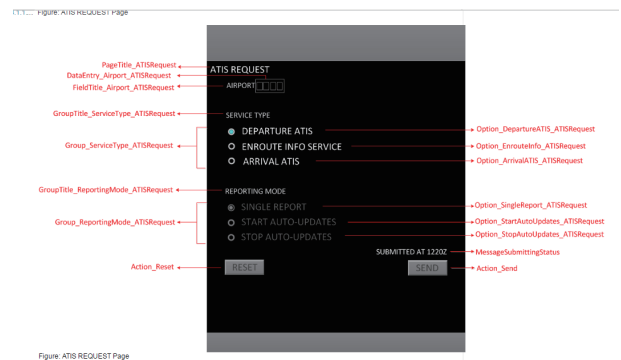 1.1.... Figure: ATIS REQUEST Page
PageTitle_ATISRequest
ATIS REQUEST
DataEntry_Airport_ATISRequest
FieldTitle_Airport_ATISRequest
AIRPORT
GroupTitle_ServiceType_ATISRequest
SERVICE TYPE
DEPARTURE ATIS
Option_DepartureATIS_ATISRequest
Group_ServiceType_ATISRequest
ENROUTE INFO SERVICE
Option_EnrouteInfo_ATISRequest
ARRIVAL ATIS
Option_ArrivalATIS_ATISRequest
GroupTitle_ReportingMode_ATISRequest
REPORTING MODE
SINGLE REPORT
Option_SingleReport_ATISRequest
Group_ReportingMode_ATISRequest
START AUTO-UPDATES
Option_StartAutoUpdates_ATISRequest
STOP AUTO-UPDATES
Option_StopAutoUpdates_ATISRequest
SUBMITTED AT 1220Z
MessageSubmittingStatus
Action_Reset
RESET
SEND
Action_Send
Figure: ATIS REQUEST Page